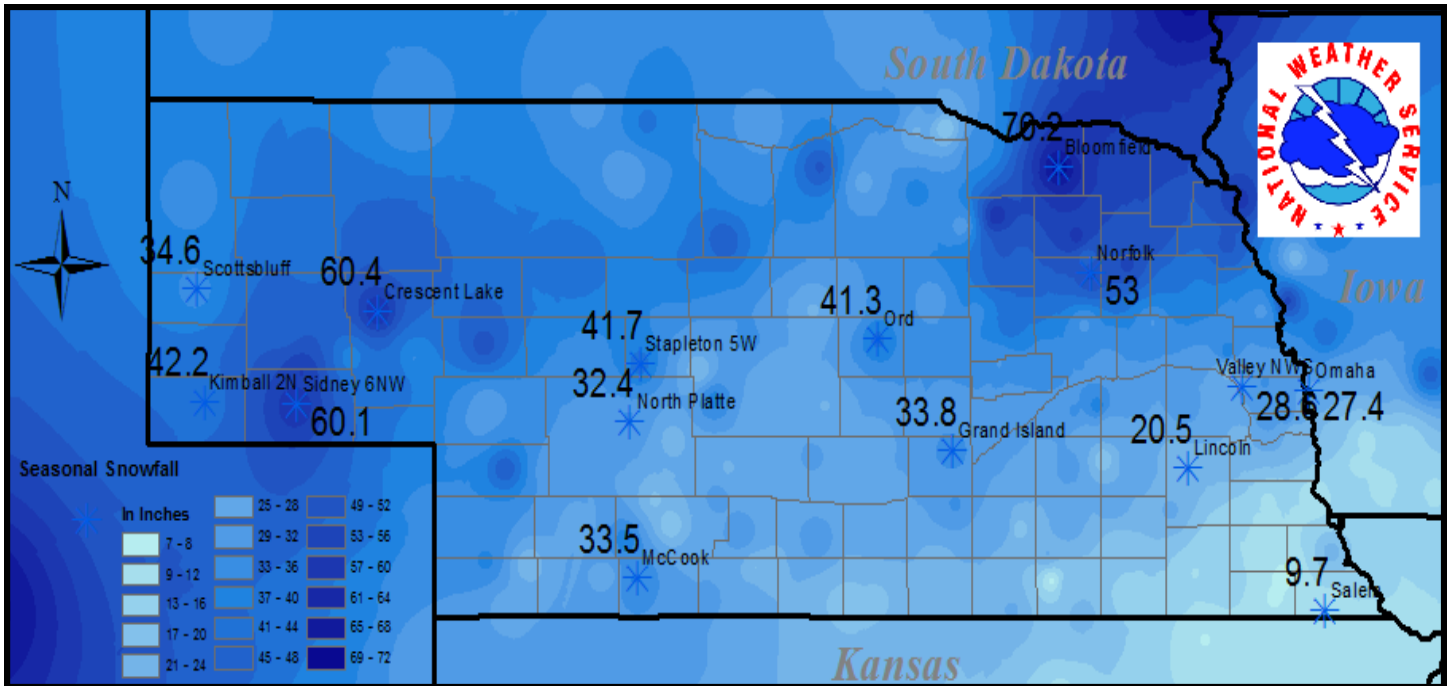 South Dakota
NATIONAL WEATHER SERVICE
N
70.2
Bloomfield
34.6
Scottsbluff
60.4
Crescent Lake
Norfolk
53
Iowa
41.3
Ord
41.7
Stapleton 5W
42.2
Kimball 2N
Sidney 6NW
60.1
32.4
North Platte
33.8
Grand Island
Valley NWS
Omaha
28.6
27.4
20.5
Lincoln
33.5
McCook
9.7
Salem
Kansas
Seasonal Snowfall
In Inches
7 - 8
9 - 12
13 - 16
17 - 20
21 - 24
25 - 28
29 - 32
33 - 36
37 - 40
41 - 44
45 - 48
49 - 52
53 - 56
57 - 60
61 - 64
65 - 68
69 - 72